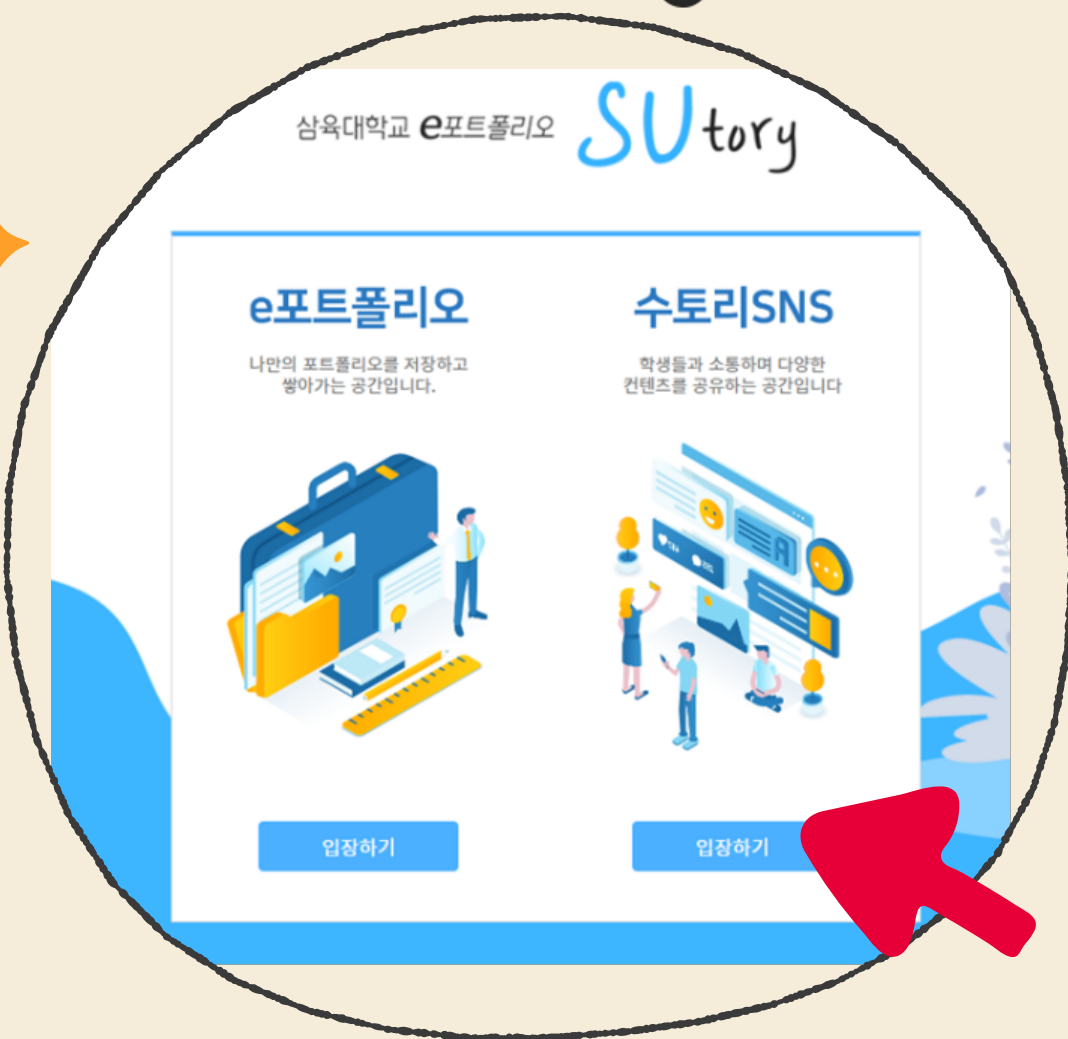 삼육대학교 e포트폴리오 SUtory
e포트폴리오
나만의 포트폴리오를 저장하고
쌓아가는 공간입니다.
입장하기
수토리SNS
학생들과 소통하며 다양한
컨텐츠를 공유하는 공간입니다
A
입장하기